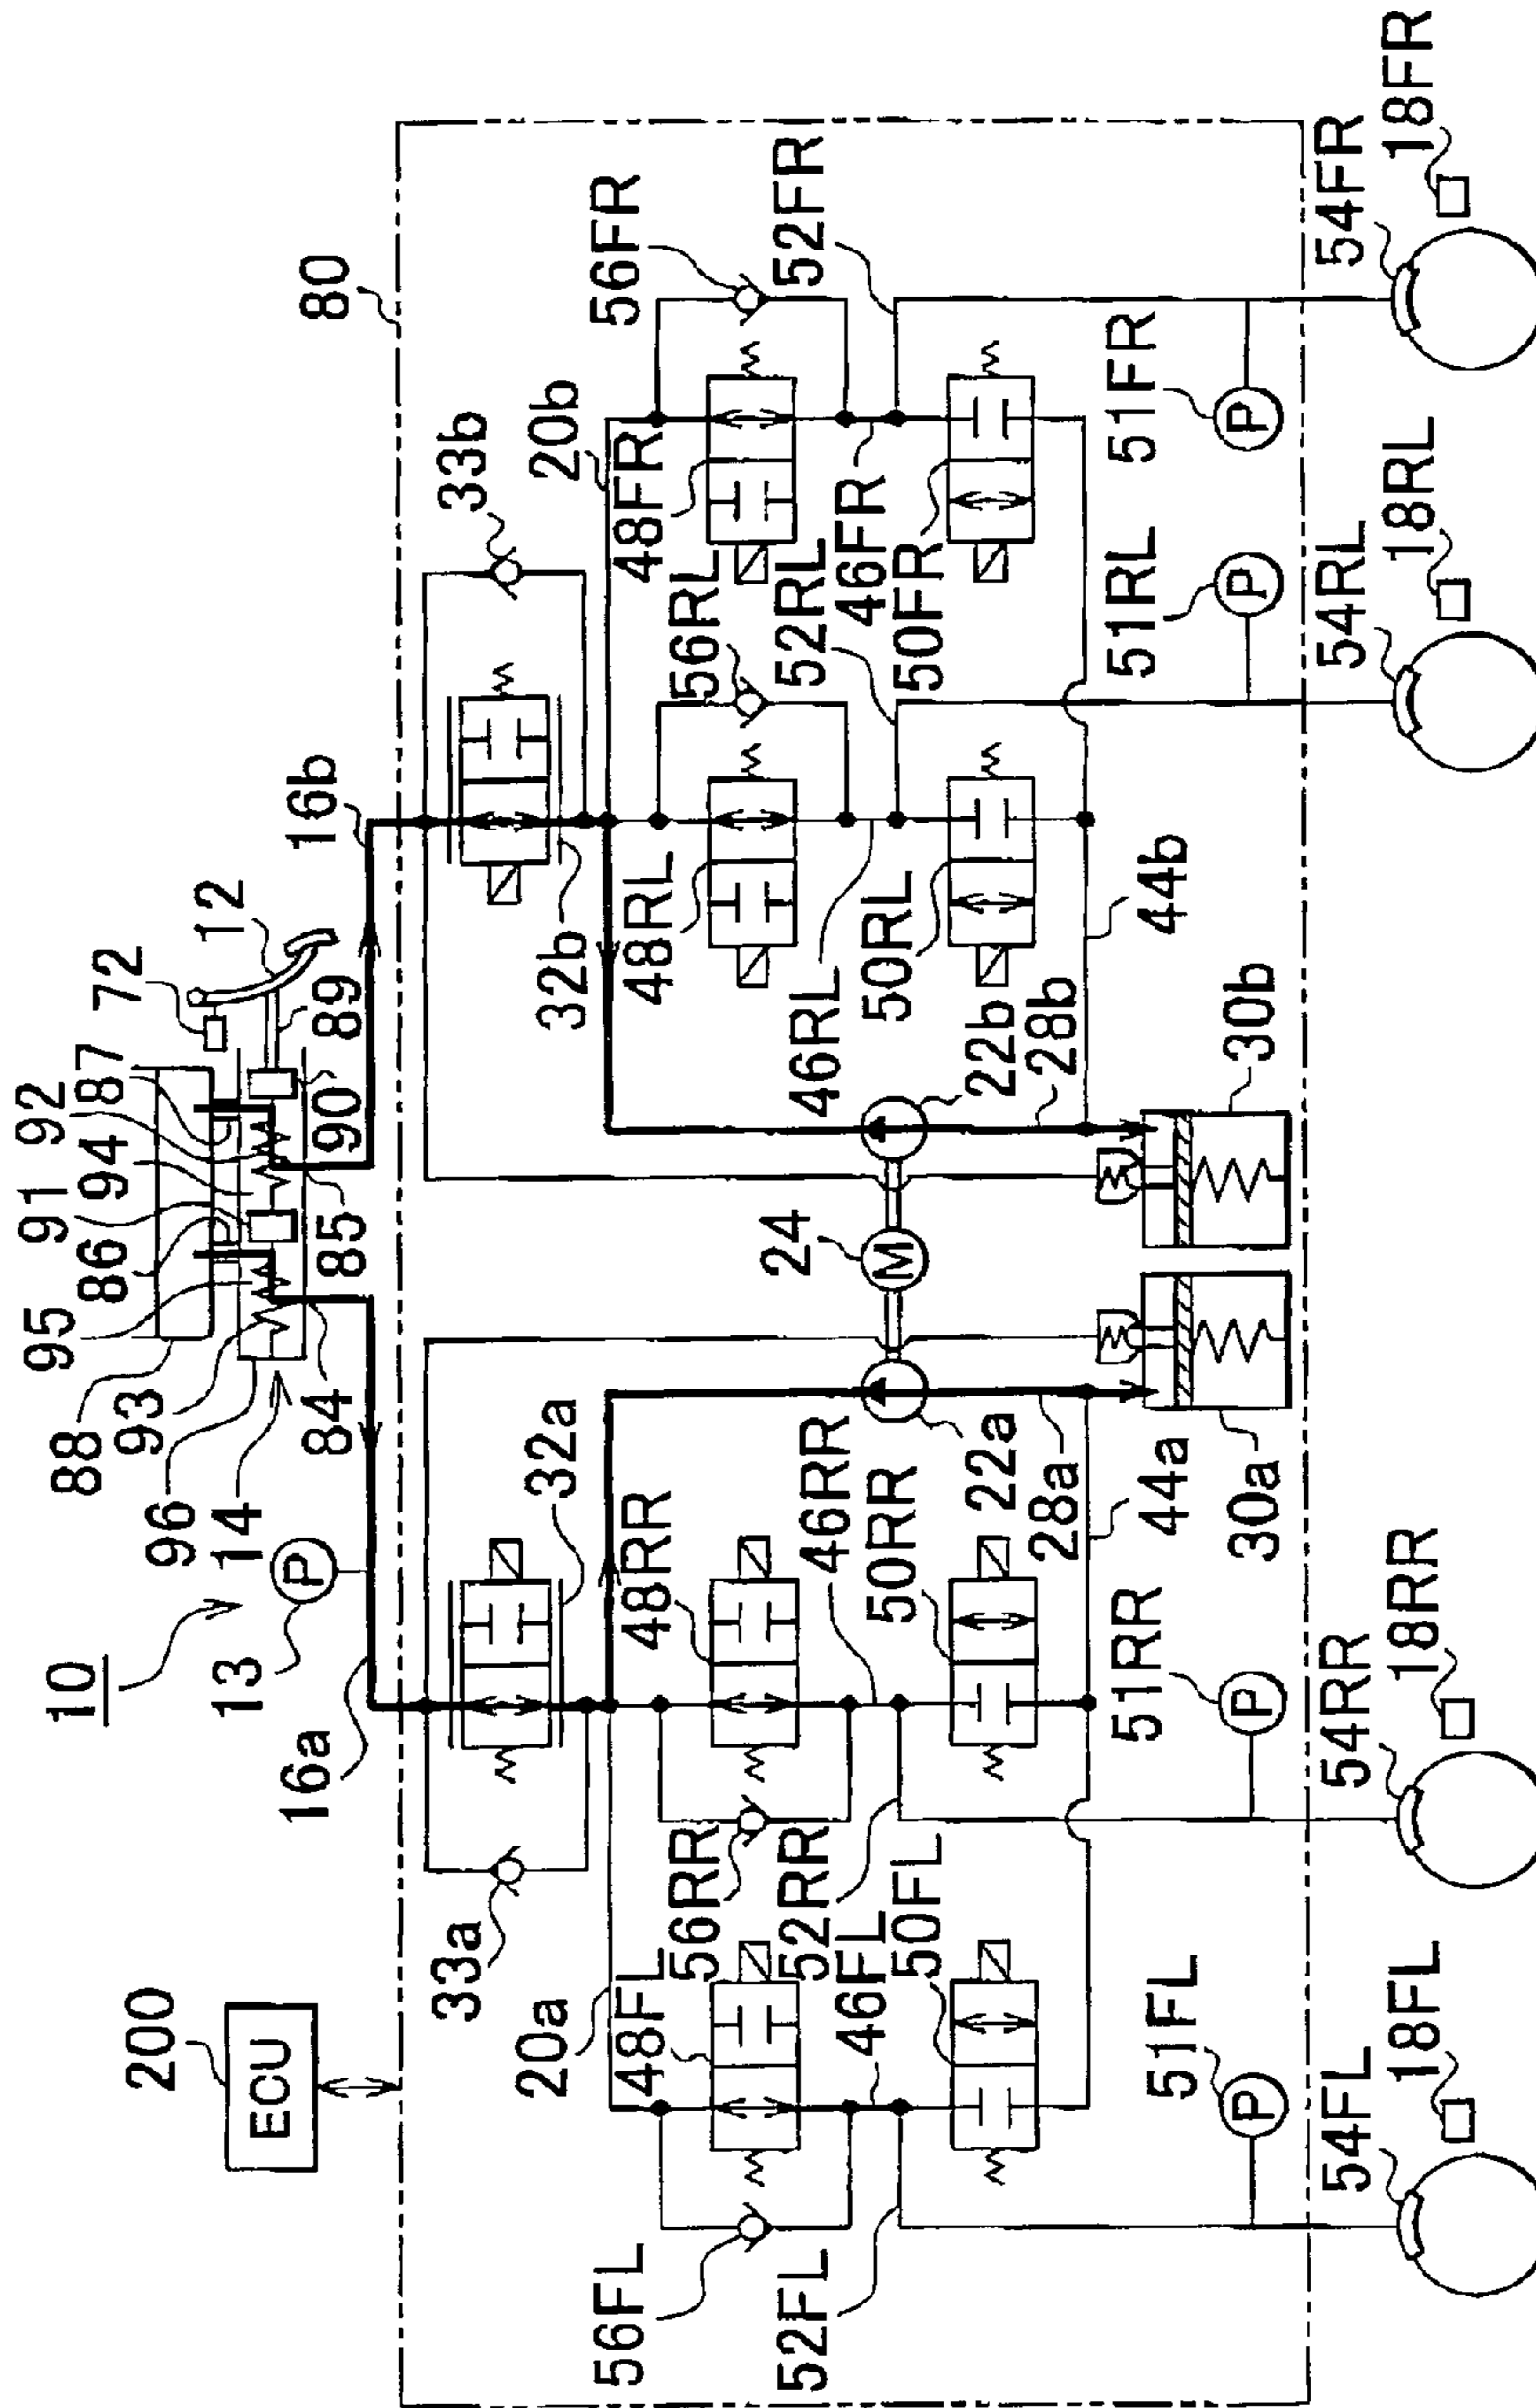 10
200
ECU
13
P
14
96
93
88
95
86
91
94
92
87
72
12
84
85
90
89
16a
16b
80
33a
32a
32b
33b
20a
20b
48FL
56FL
48RR
56RR
48RL
56RL
48FR
56FR
46FL
52FL
46RR
52RR
46RL
52RL
46FR
52FR
50FL
50RR
50RL
50FR
24
M
22a
22b
28a
28b
44a
44b
30a
30b
51FL
P
51RR
P
51RL
P
51FR
P
54FL
18FL
54RR
18RR
54RL
18RL
54FR
18FR